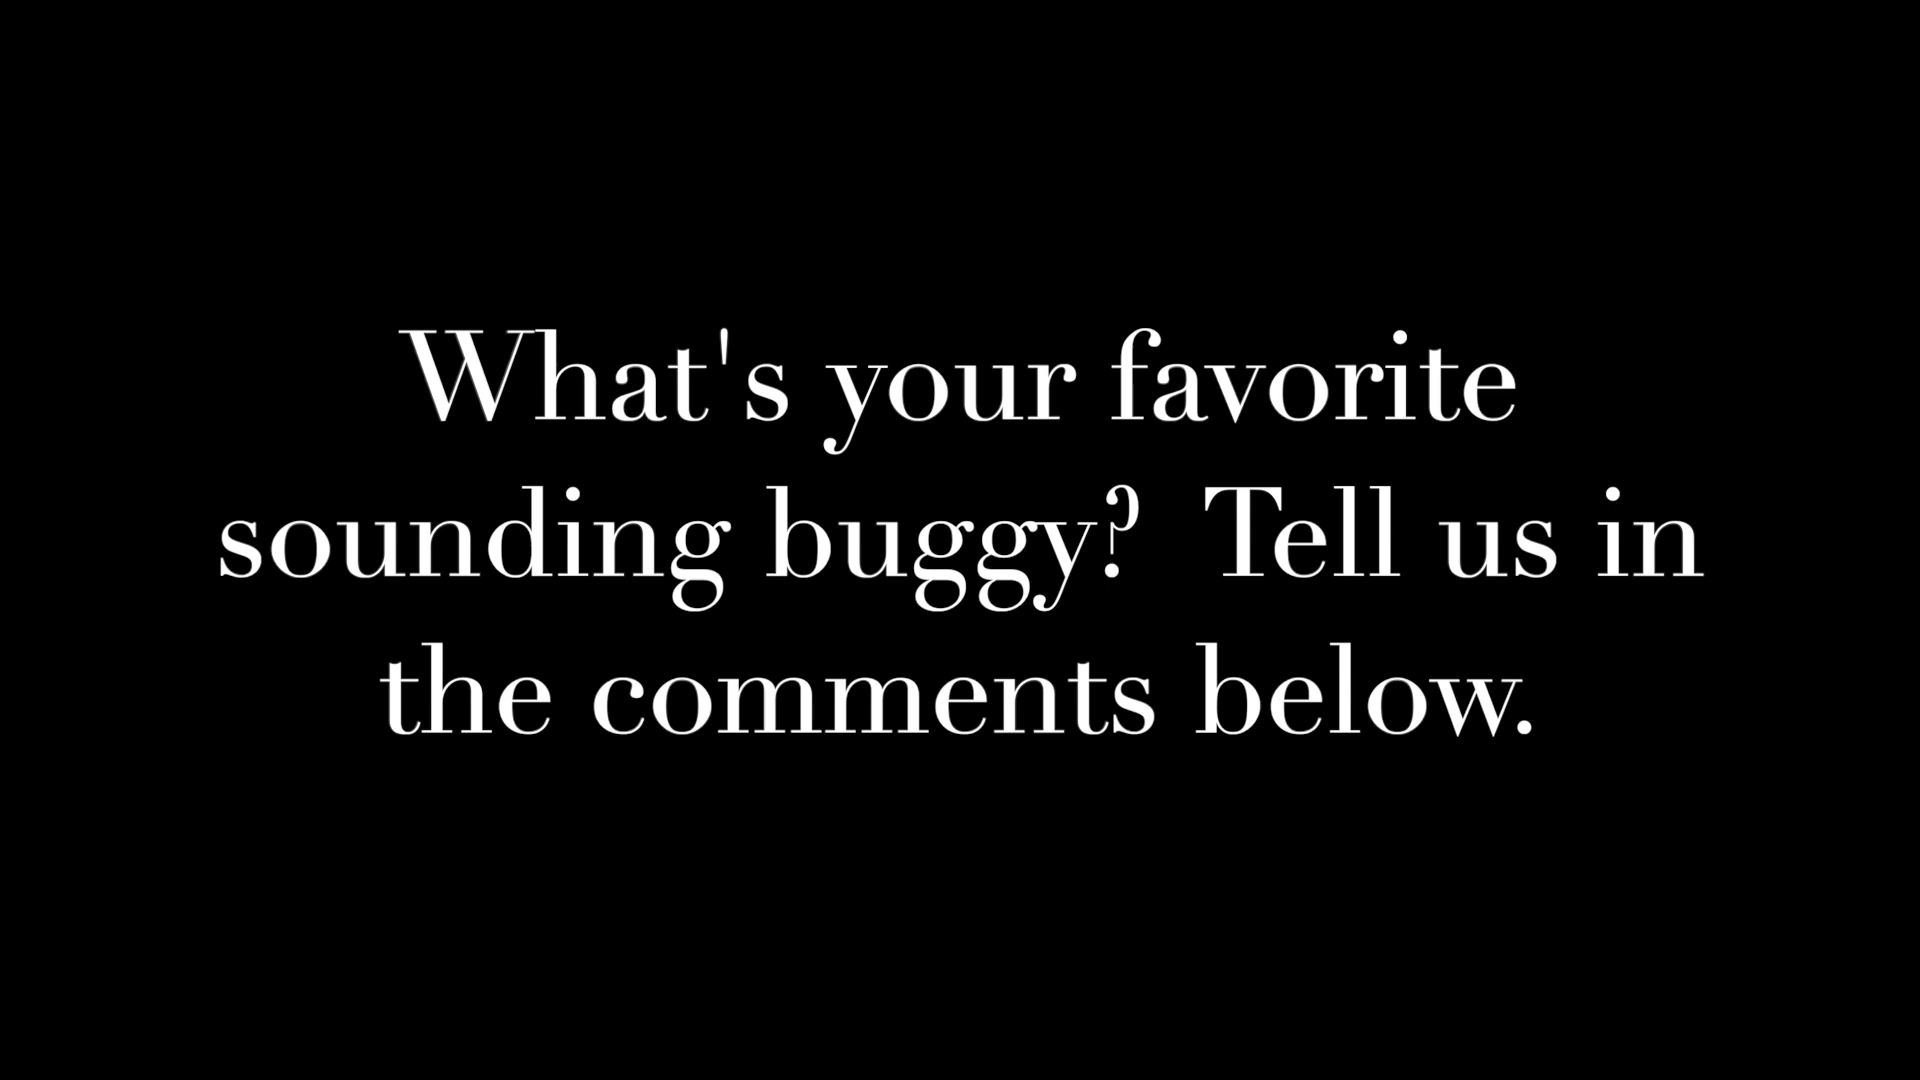 What's your favorite
sounding buggy?  Tell us in
the comments below.